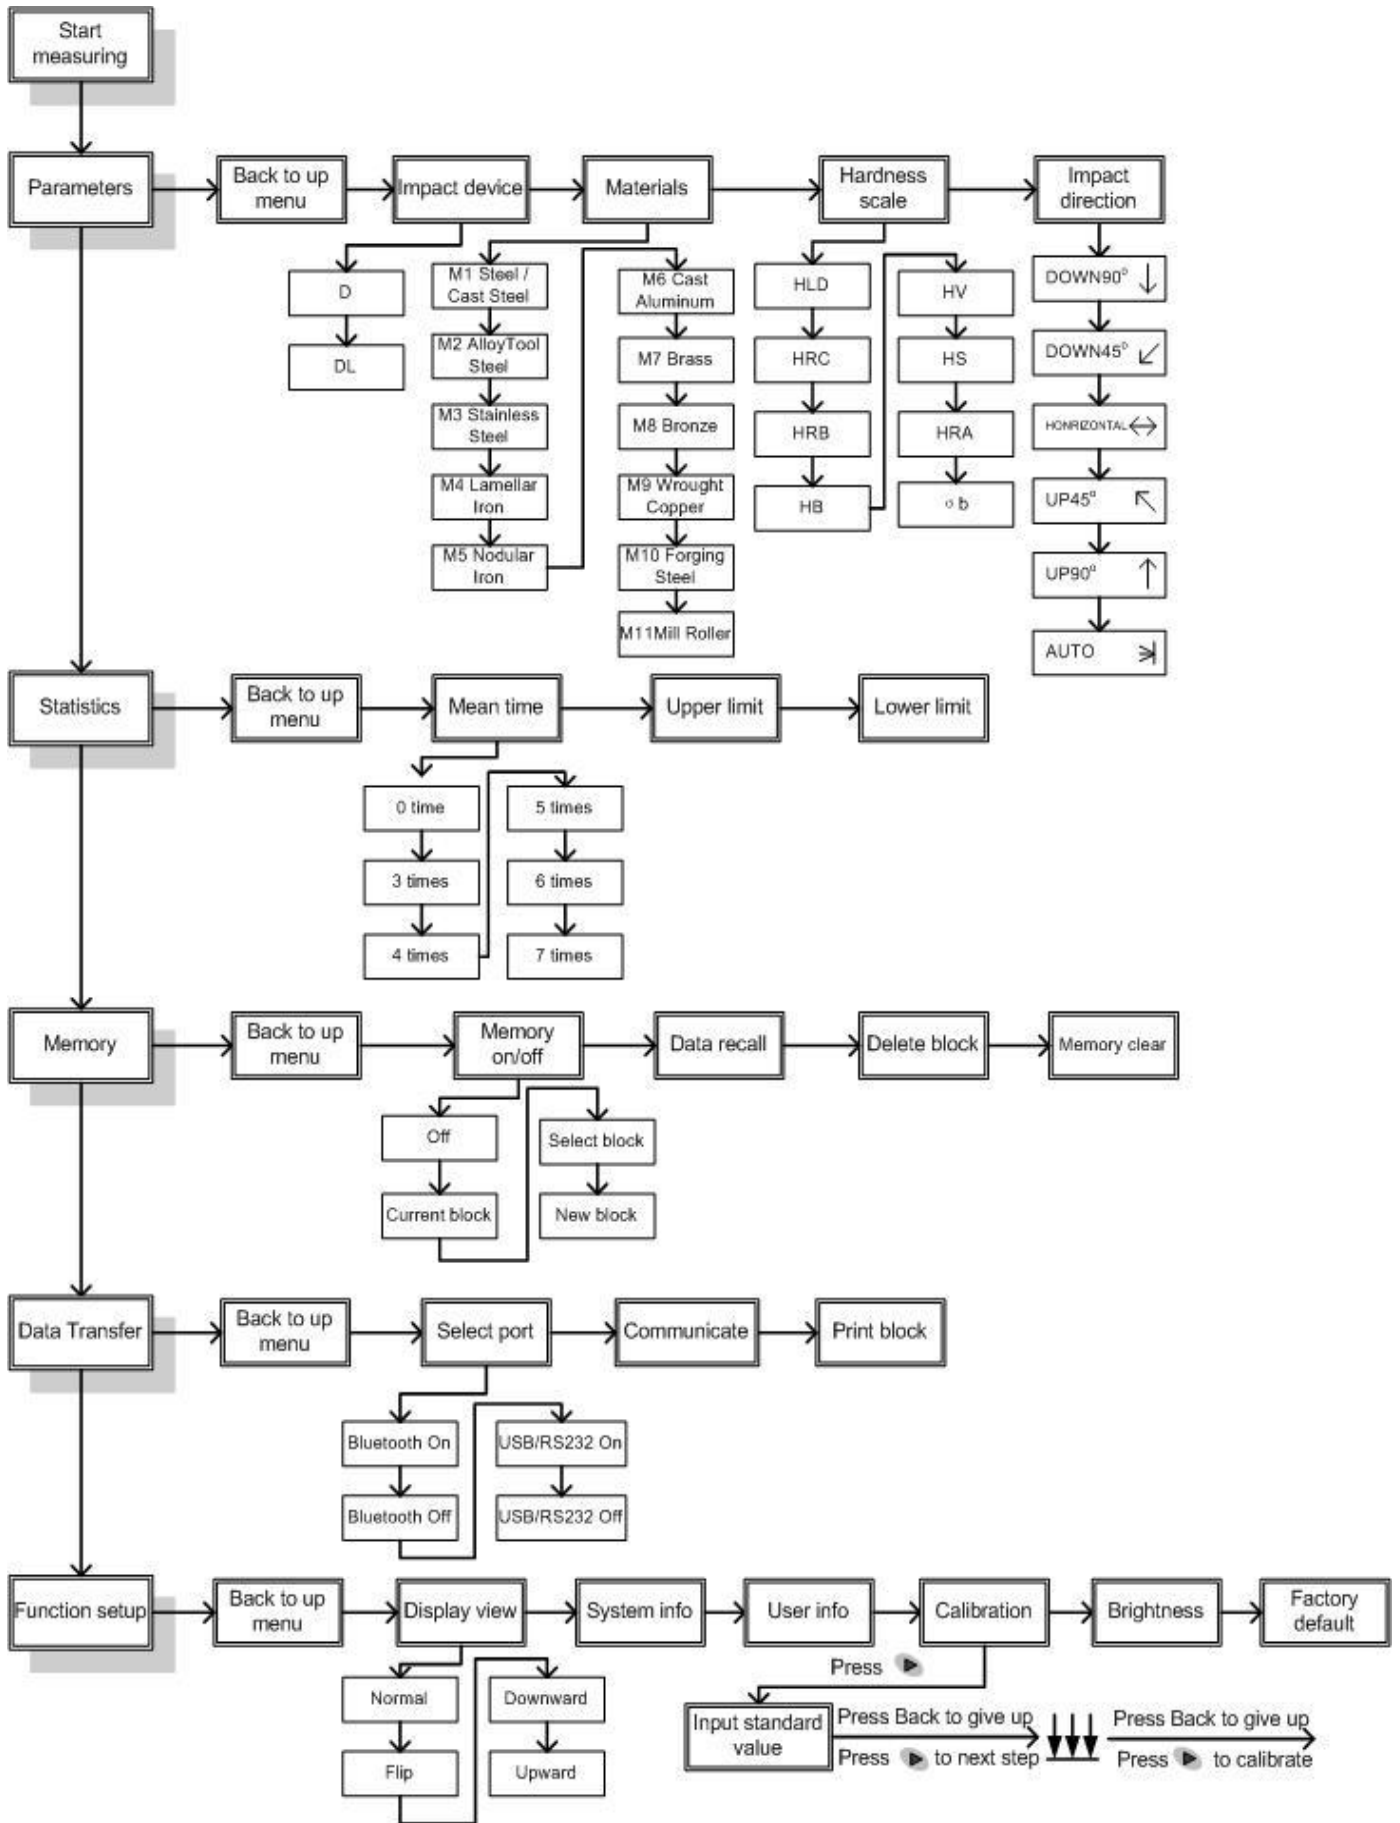 Start
measuring
Parameters
Back to up
menu
Impact device
Materials
Hardness
scale
Impact
direction
D
DL
M1 Steel /
Cast Steel
M2 AlloyTool
Steel
M3 Stainless
Steel
M4 Lamellar
Iron
M5 Nodular
Iron
M6 Cast
Aluminum
M7 Brass
M8 Bronze
M9 Wrought
Copper
M10 Forging
Steel
M11Mill Roller
HLD
HRC
HRB
HB
HV
HS
HRA
σ b
DOWN90°
DOWN45°
HONRIZONTAL
UP45°
UP90°
AUTO
Statistics
Back to up
menu
Mean time
Upper limit
Lower limit
0 time
3 times
4 times
5 times
6 times
7 times
Memory
Back to up
menu
Memory
on/off
Data recall
Delete block
Memory clear
Off
Current block
Select block
New block
Data Transfer
Back to up
menu
Select port
Communicate
Print block
Bluetooth On
Bluetooth Off
USB/RS232 On
USB/RS232 Off
Function setup
Back to up
menu
Display view
System info
User info
Calibration
Brightness
Factory
default
Normal
Flip
Downward
Upward
Press
Input standard
value
Press Back to give up
Press to next step
Press Back to give up
Press to calibrate